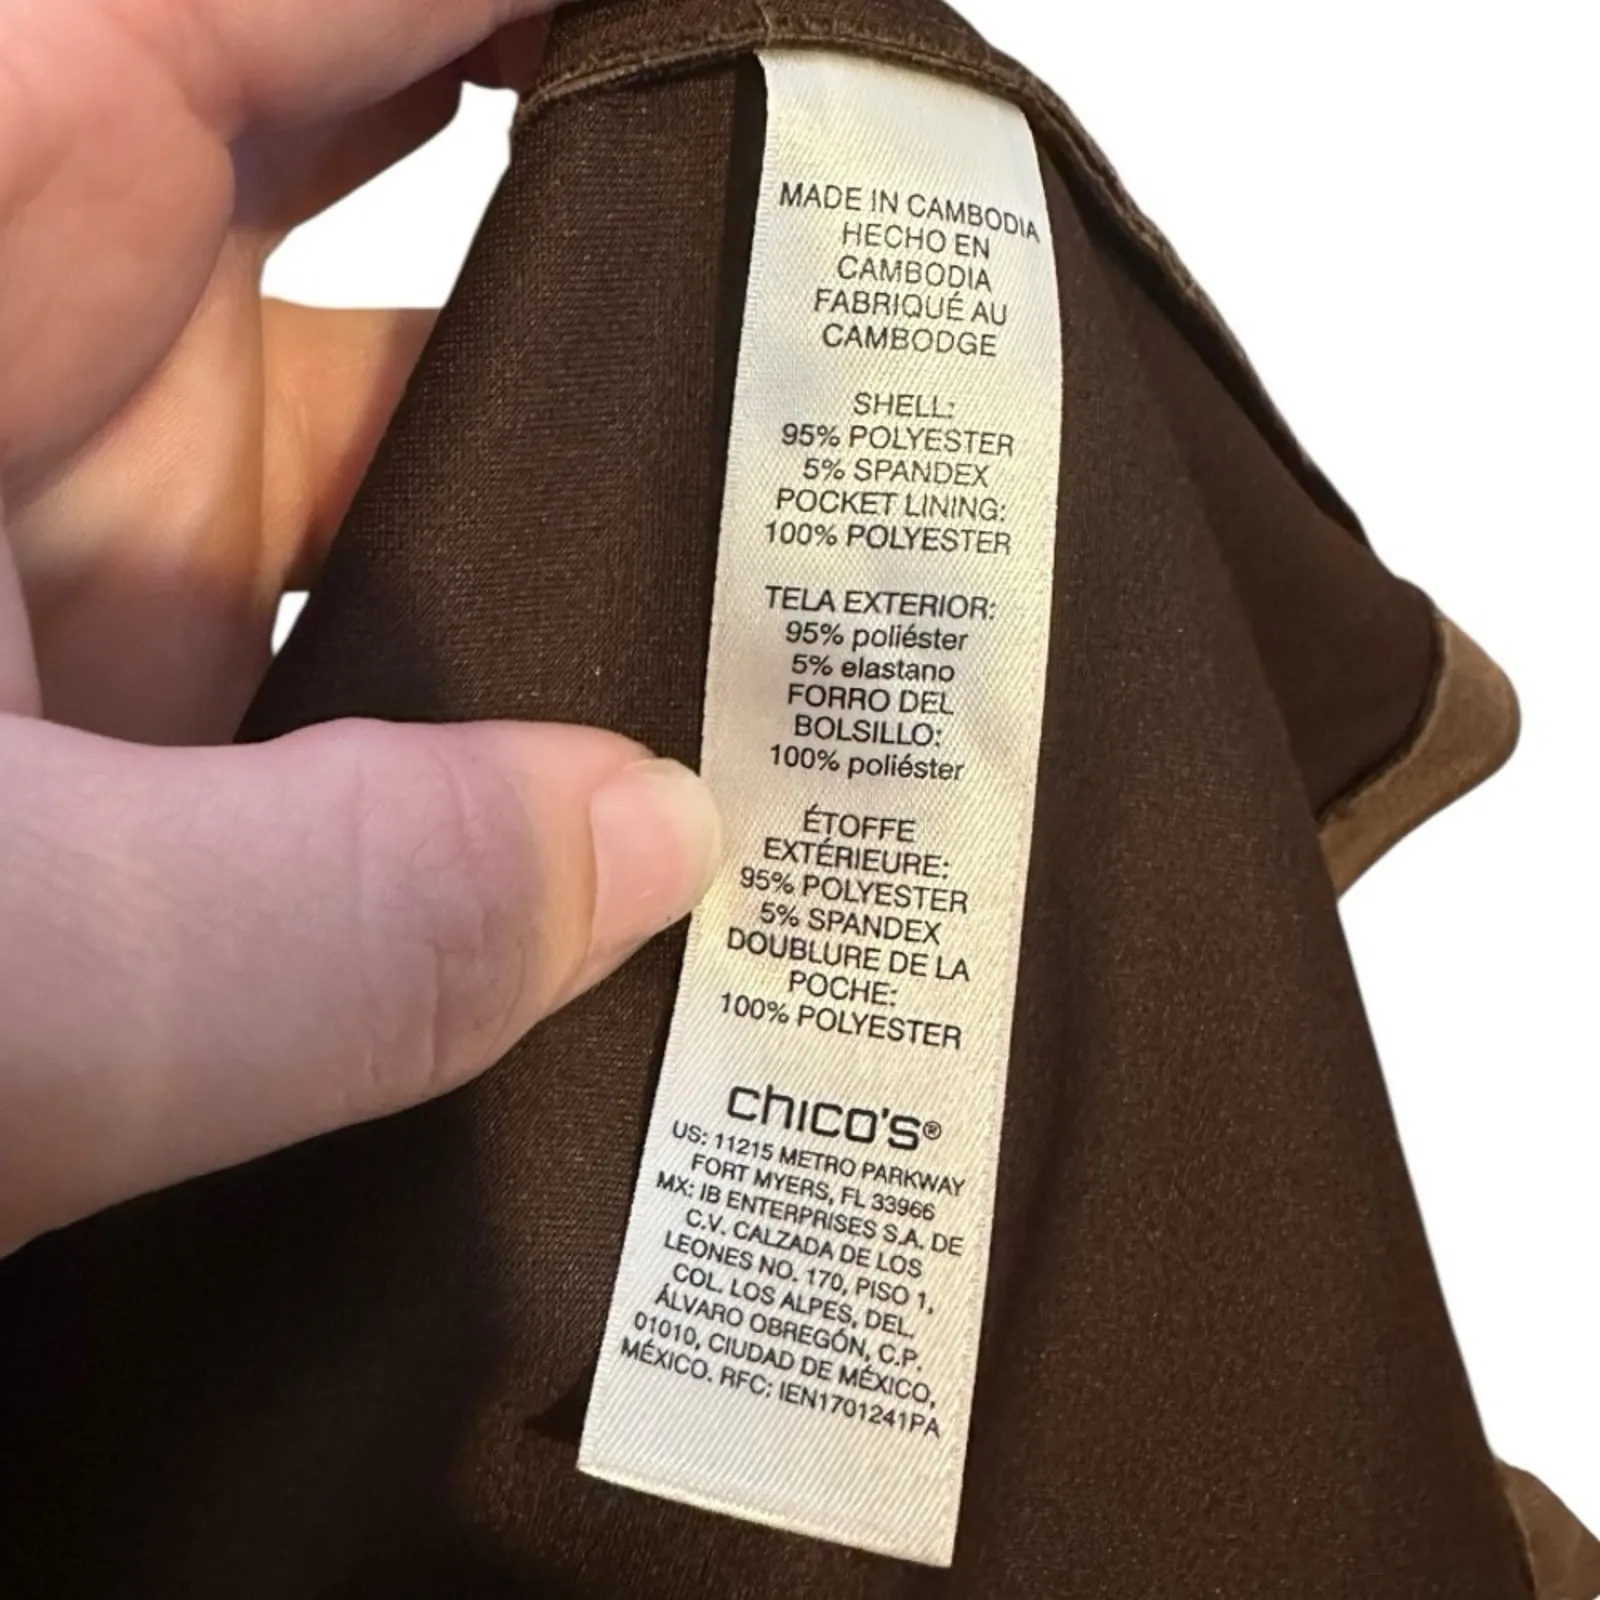 MADE IN CAMBODIA
HECHO EN
CAMBODIA
FABRIQUÉ AU
CAMBODGE
SHELL:
95% POLYESTER
5% SPANDEX
POCKET LINING:
100% POLYESTER
TELA EXTERIOR:
95% poliéster
5% elastano
FORRO DEL
BOLSILLO:
100% poliéster
ÉTOFFE
EXTÉRIEURE:
95% POLYESTER
5% SPANDEX
DOUBLURE DE LA
POCHE:
100% POLYESTER
chico's®
US: 11215 METRO PARKWAY
FORT MYERS, FL 33966
MX: IB ENTERPRISES S.A. DE
C.V. CALZADA DE LOS
LEONES NO. 170, PISO 1,
COL. LOS ALPES, DEL.
ÁLVARO OBREGÓN, C.P.
01010, CIUDAD DE MÉXICO,
MÉXICO. RFC: IEN1701241PA